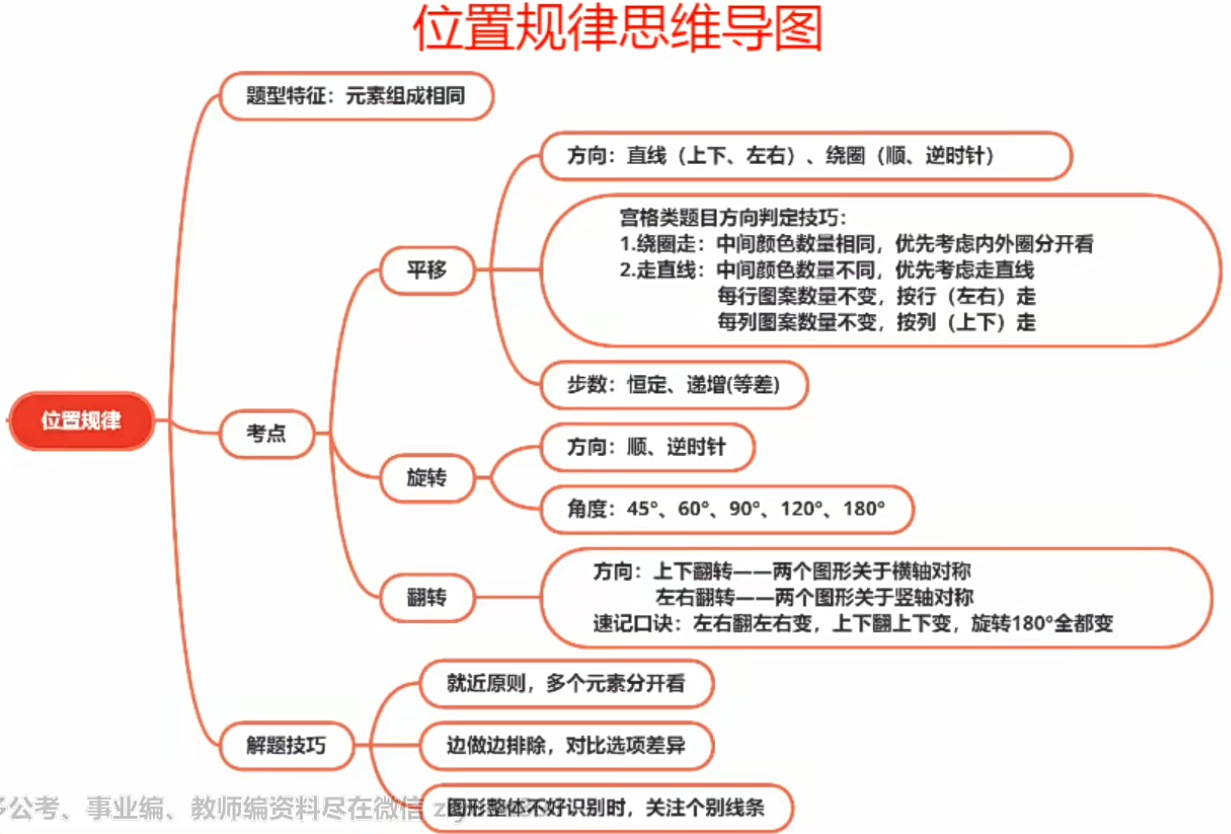 位置规律思维导图
题型特征：元素组成相同
方向：直线（上下、左右）、绕圈（顺、逆时针）
宫格类题目方向判定技巧：
1.绕圈走：中间颜色数量相同，优先考虑内外圈分开看
2.走直线：中间颜色数量不同，优先考虑走直线
每行图案数量不变，按行（左右）走
每列图案数量不变，按列（上下）走
平移
步数：恒定、递增(等差)
位置规律
考点
方向：顺、逆时针
旋转
角度：45°、60°、90°、120°、180°
方向：上下翻转——两个图形关于横轴对称
左右翻转——两个图形关于竖轴对称
速记口诀：左右翻左右变，上下翻上下变，旋转180°全都变
翻转
就近原则，多个元素分开看
解题技巧
边做边排除，对比选项差异
图形整体不好识别时，关注个别线条
公考、事业编、教师编资料尽在微信